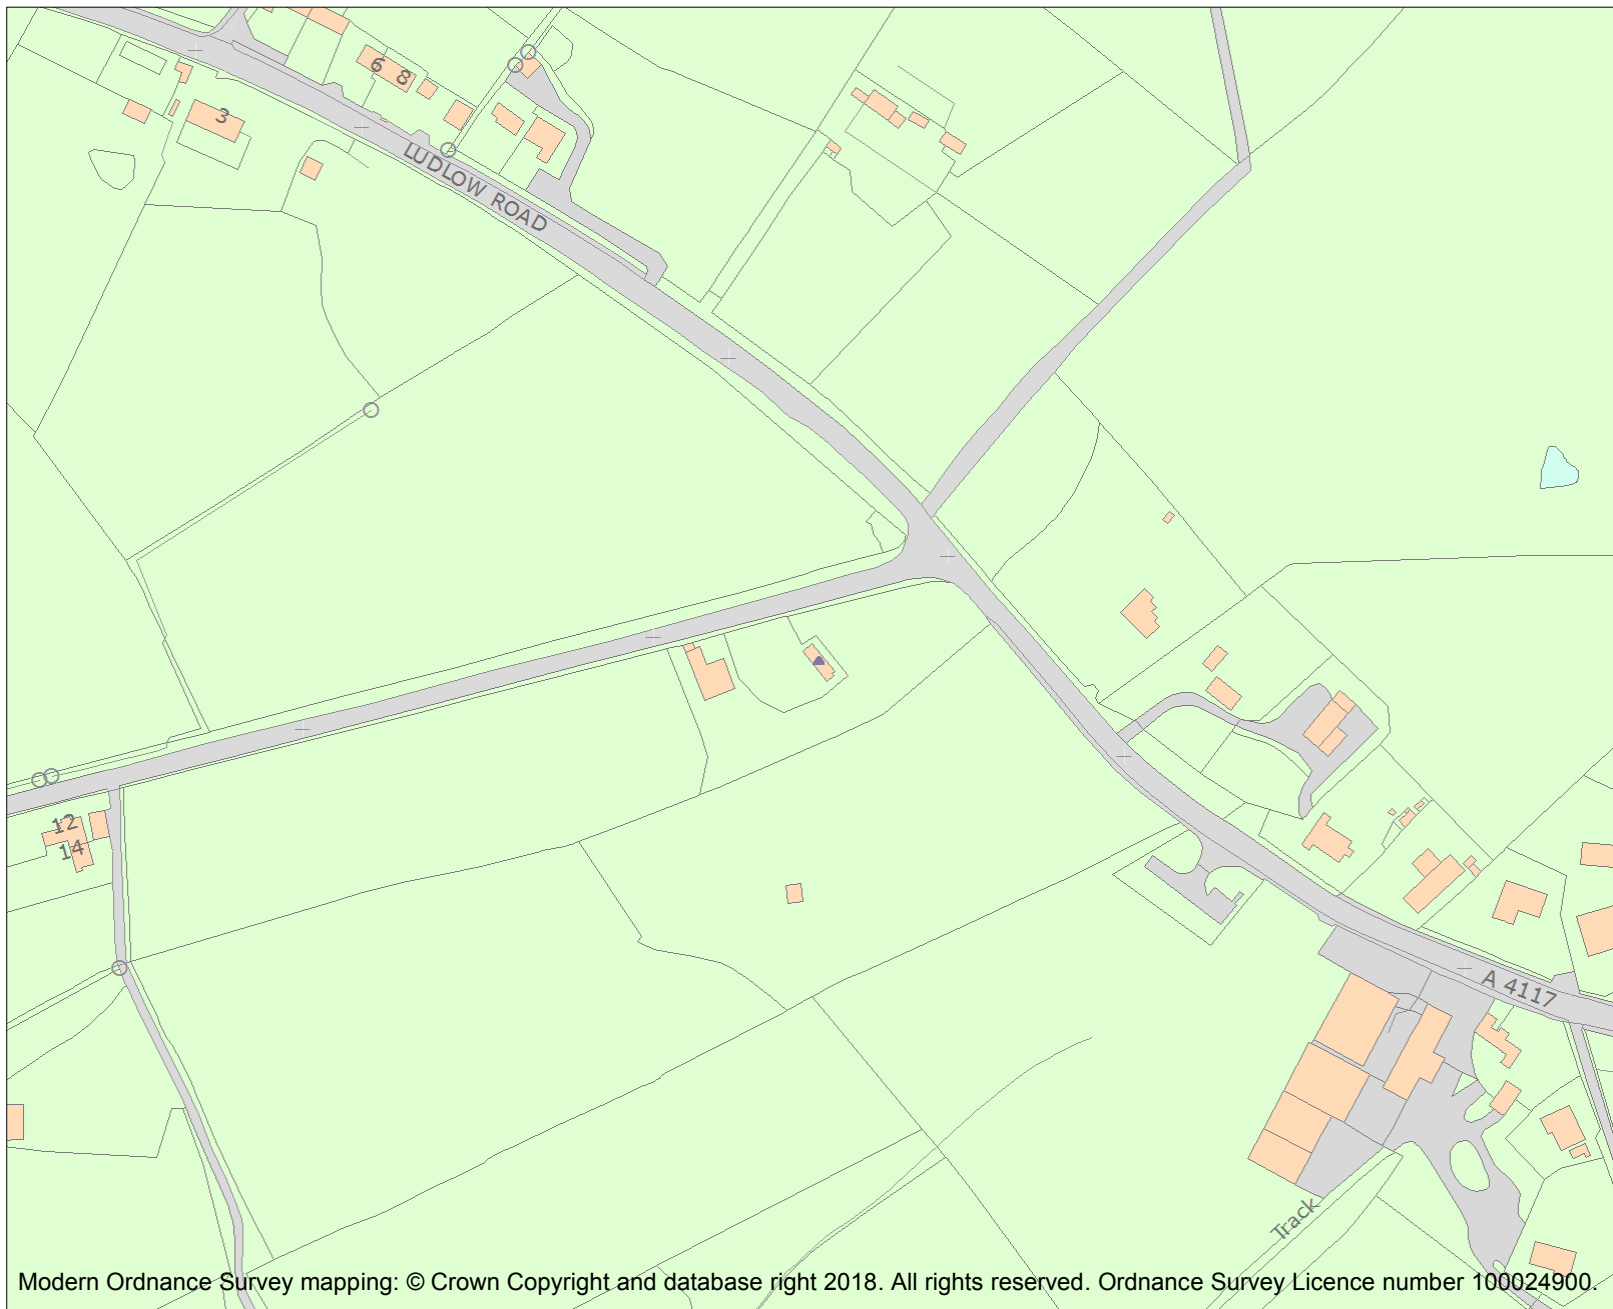 6 8
3
LUDLOW ROAD
12
14
A 4117
Track
Modern Ordnance Survey mapping: © Crown Copyright and database right 2018. All rights reserved. Ordnance Survey Licence number 100024900.